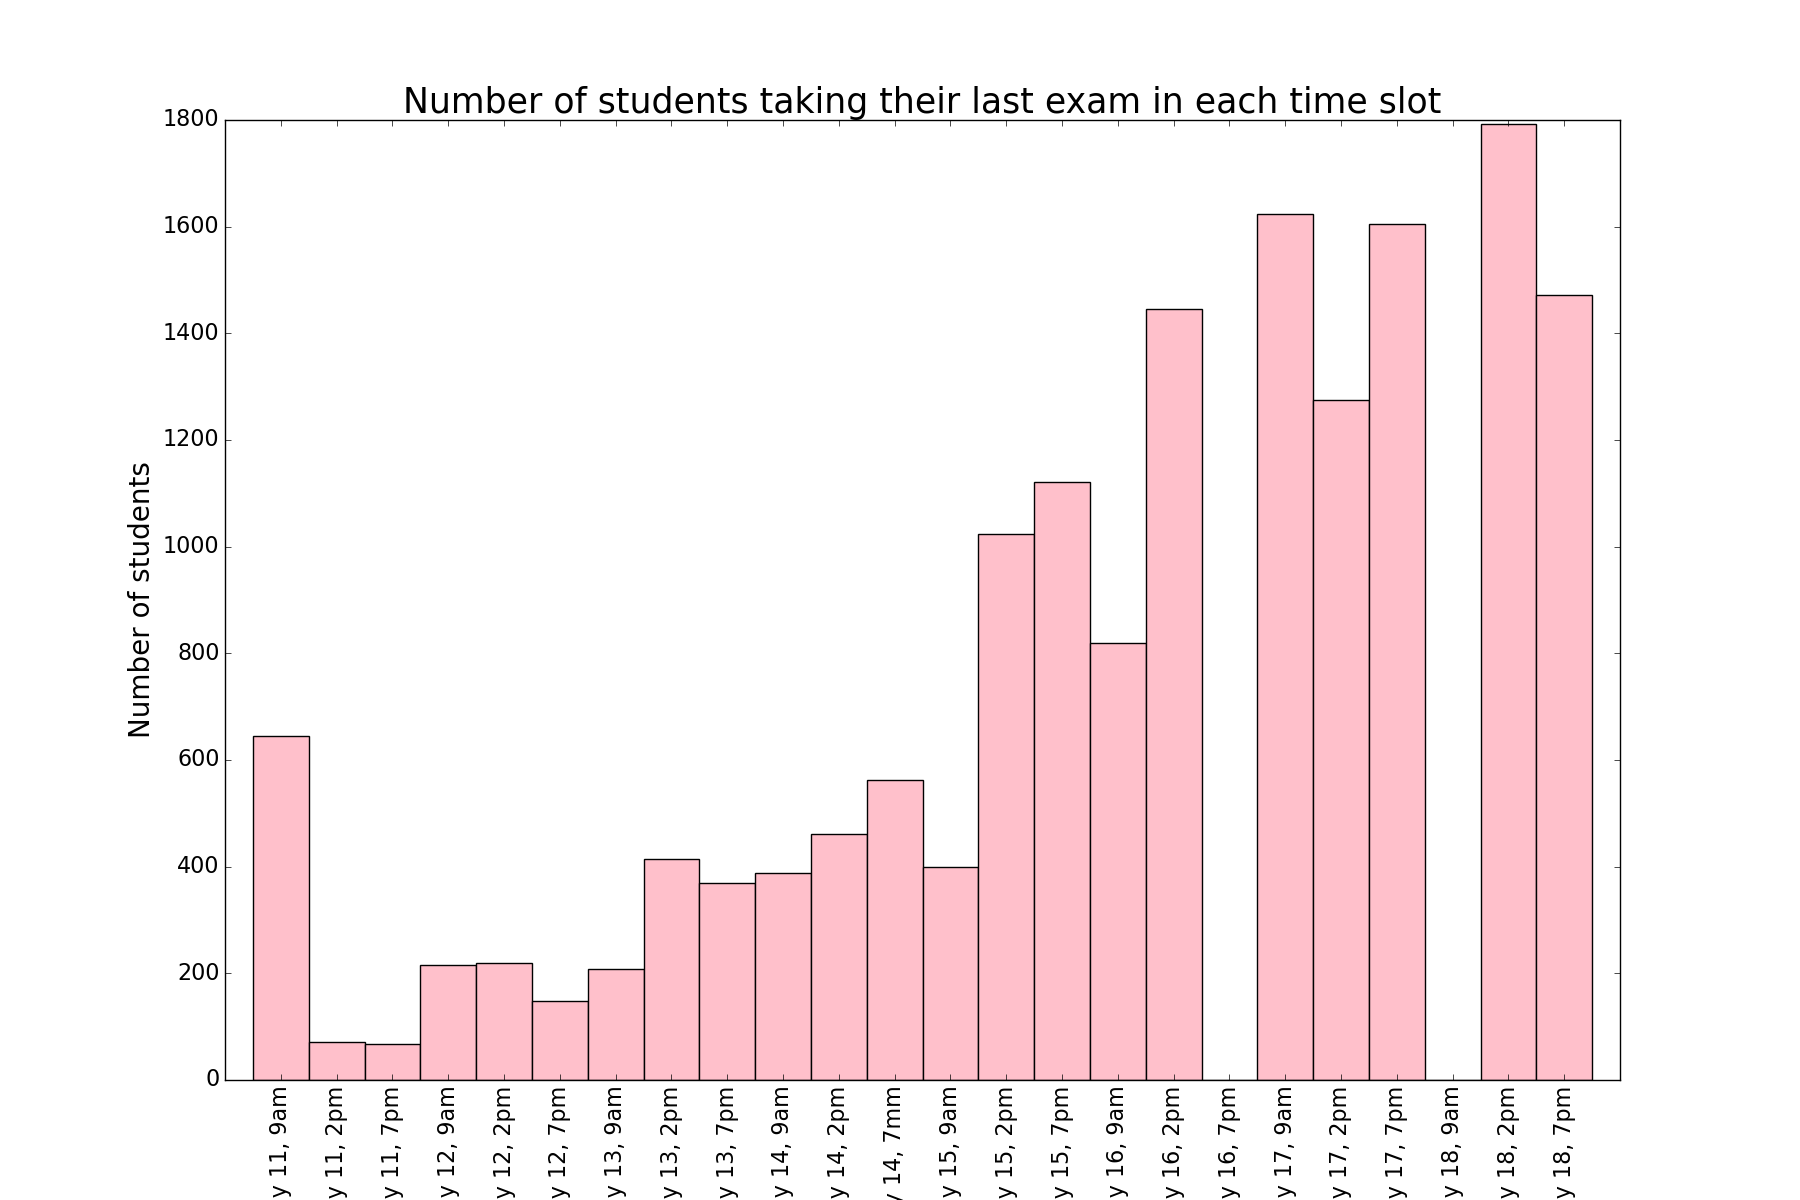 Number of students taking their last exam in each time slot
Number of students
1800
1600
1400
1200
1000
800
600
400
200
0
y 11, 9am
y 11, 2pm
y 11, 7pm
y 12, 9am
y 12, 2pm
y 12, 7pm
y 13, 9am
y 13, 2pm
y 13, 7pm
y 14, 9am
y 14, 2pm
y 14, 7mm
y 15, 9am
y 15, 2pm
y 15, 7pm
y 16, 9am
y 16, 2pm
y 16, 7pm
y 17, 9am
y 17, 2pm
y 17, 7pm
y 18, 9am
y 18, 2pm
y 18, 7pm